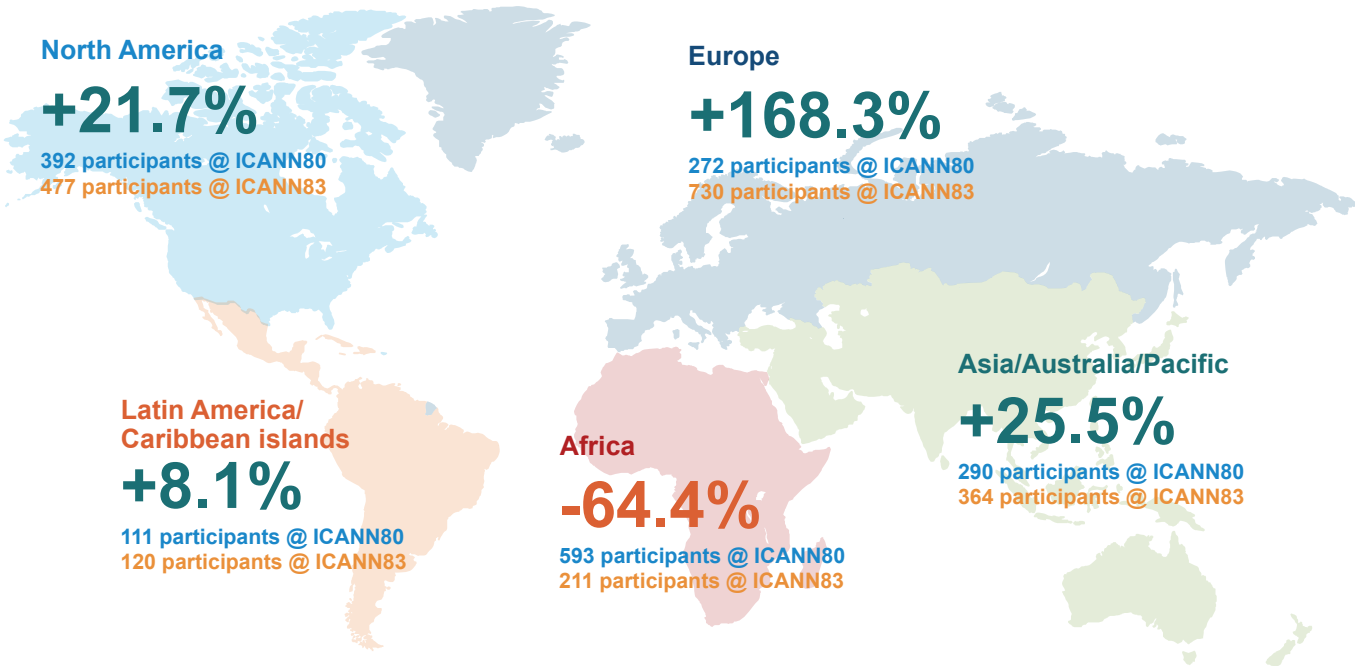 North America
+21.7%
392 participants @ ICANN80
477 participants @ ICANN83
Europe
+168.3%
272 participants @ ICANN80
730 participants @ ICANN83
Latin America/
Caribbean islands
+8.1%
111 participants @ ICANN80
120 participants @ ICANN83
Africa
-64.4%
593 participants @ ICANN80
211 participants @ ICANN83
Asia/Australia/Pacific
+25.5%
290 participants @ ICANN80
364 participants @ ICANN83